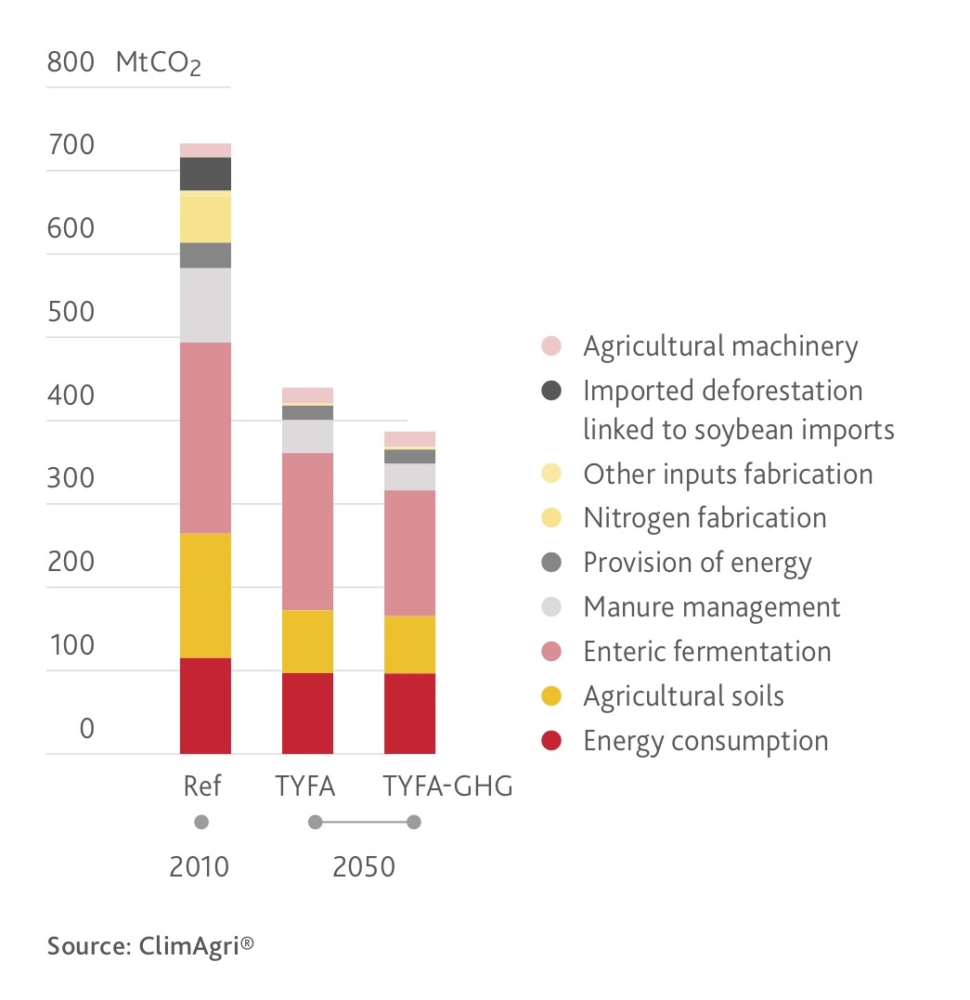 800 MtCO₂
700
600
500
400
300
200
100
0
Ref TYFA TYFA-GHG
2010 2050
Agricultural machinery
Imported deforestation
linked to soybean imports
Other inputs fabrication
Nitrogen fabrication
Provision of energy
Manure management
Enteric fermentation
Agricultural soils
Energy consumption
Source: ClimAgri®